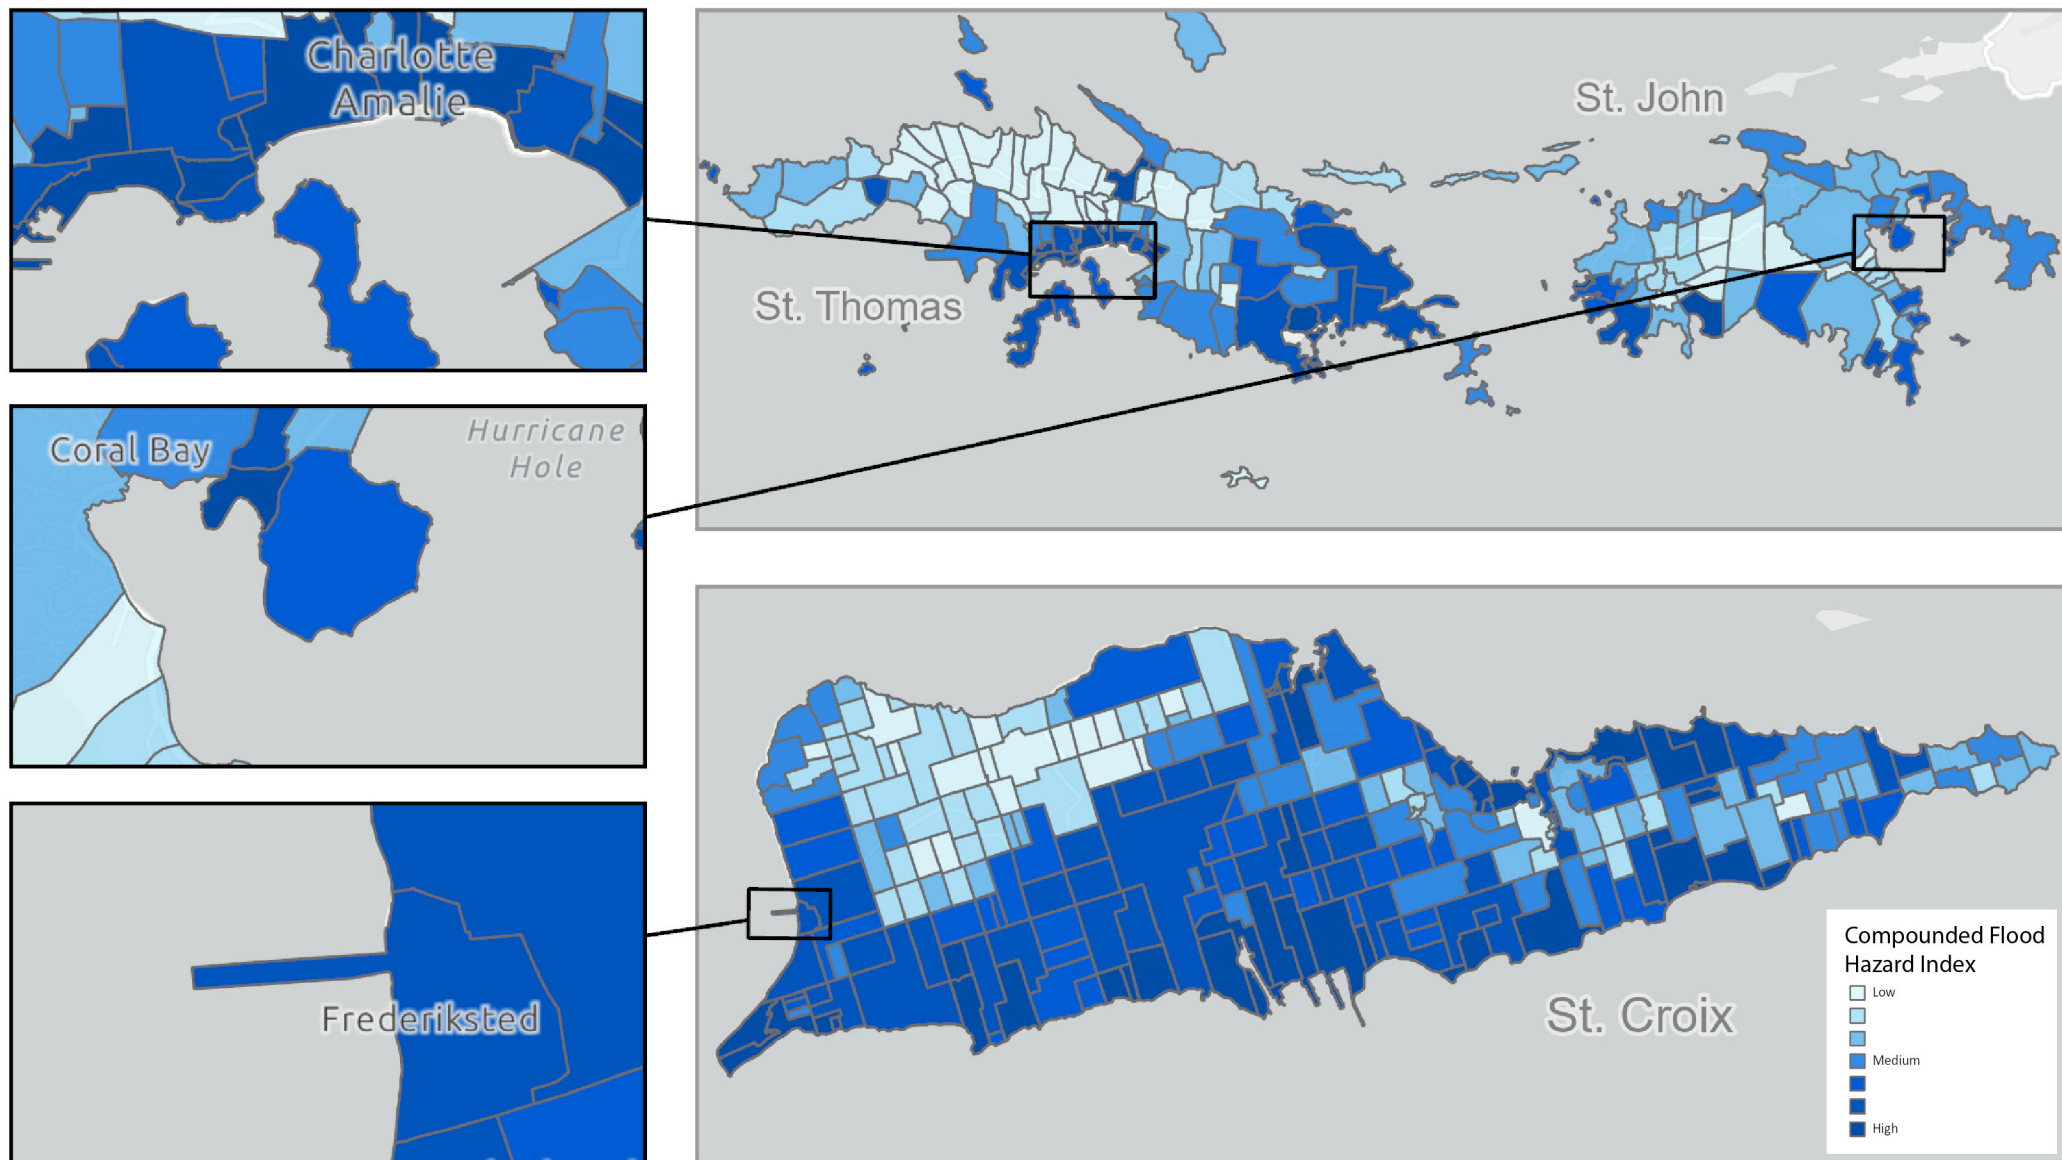 Charlotte
Amalie
St. John
St. Thomas
Coral Bay
Hurricane
Hole
Frederiksted
St. Croix
Compounded Flood
Hazard Index
Low
Medium
High